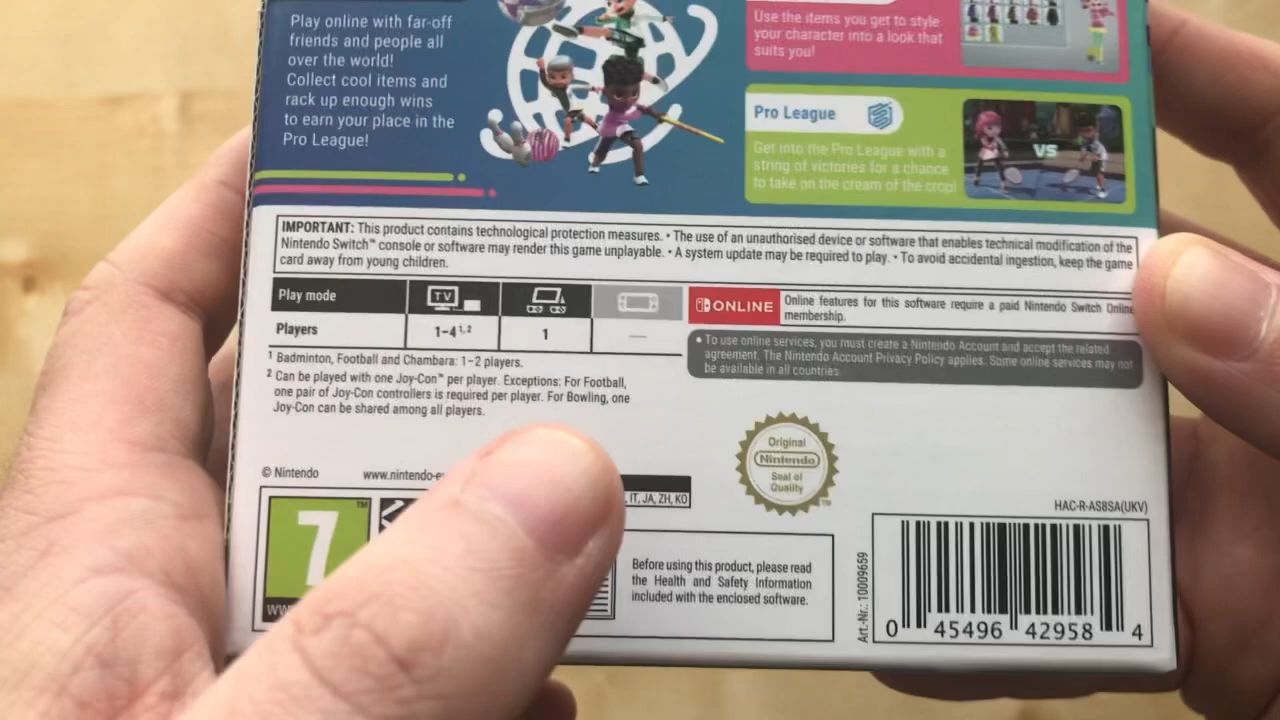 Play online with far-off
friends and people all
over the world!
Collect cool items and
rack up enough wins
to earn your place in the
Pro League!
Use the items you get to style
your character into a look that
suits you!
Pro League
Get into the Pro League with a
string of victories for a chance
to take on the cream of the crop!
VS
IMPORTANT: This product contains technological protection measures. • The use of an unauthorised device or software that enables technical modification of the
Nintendo Switch™ console or software may render this game unplayable. • A system update may be required to play. • To avoid accidental ingestion, keep the game
card away from young children.
Play mode
TV
Players
1-4¹,²
1
—
ONLINE
Online features for this software require a paid Nintendo Switch Online
membership.
• To use online services, you must create a Nintendo Account and accept the related
agreement. The Nintendo Account Privacy Policy applies. Some online services may not
be available in all countries.
¹ Badminton, Football and Chambara: 1-2 players.
² Can be played with one Joy-Con™ per player. Exceptions: For Football,
one pair of Joy-Con controllers is required per player. For Bowling, one
Joy-Con can be shared among all players.
© Nintendo
www.nintendo-e
, IT, JA, ZH, KO
Original
Nintendo
Seal of
Quality
™
HAC-R-AS8SA(UKV)
7
™
WW
Before using this product, please read
the Health and Safety Information
included with the enclosed software.
Art.-Nr.: 10009659
0 45496 42958 4